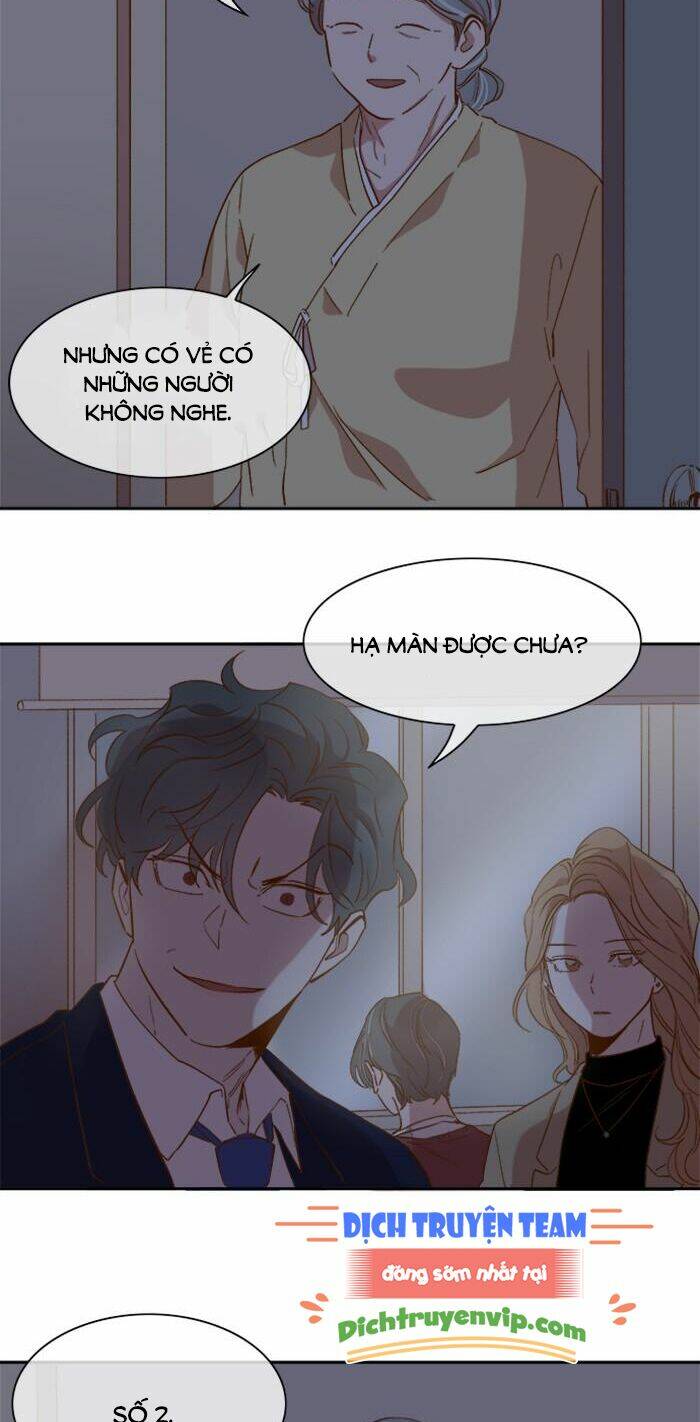 NHƯNG CÓ VẺ CÓ
NHỮNG NGƯỜI
KHÔNG NGHE.
HẠ MÀN ĐƯỢC CHƯA?
DỊCH TRUYỆN TEAM
đăng sớm nhất tại
Dichtruyenvip.com
SỐ 2.